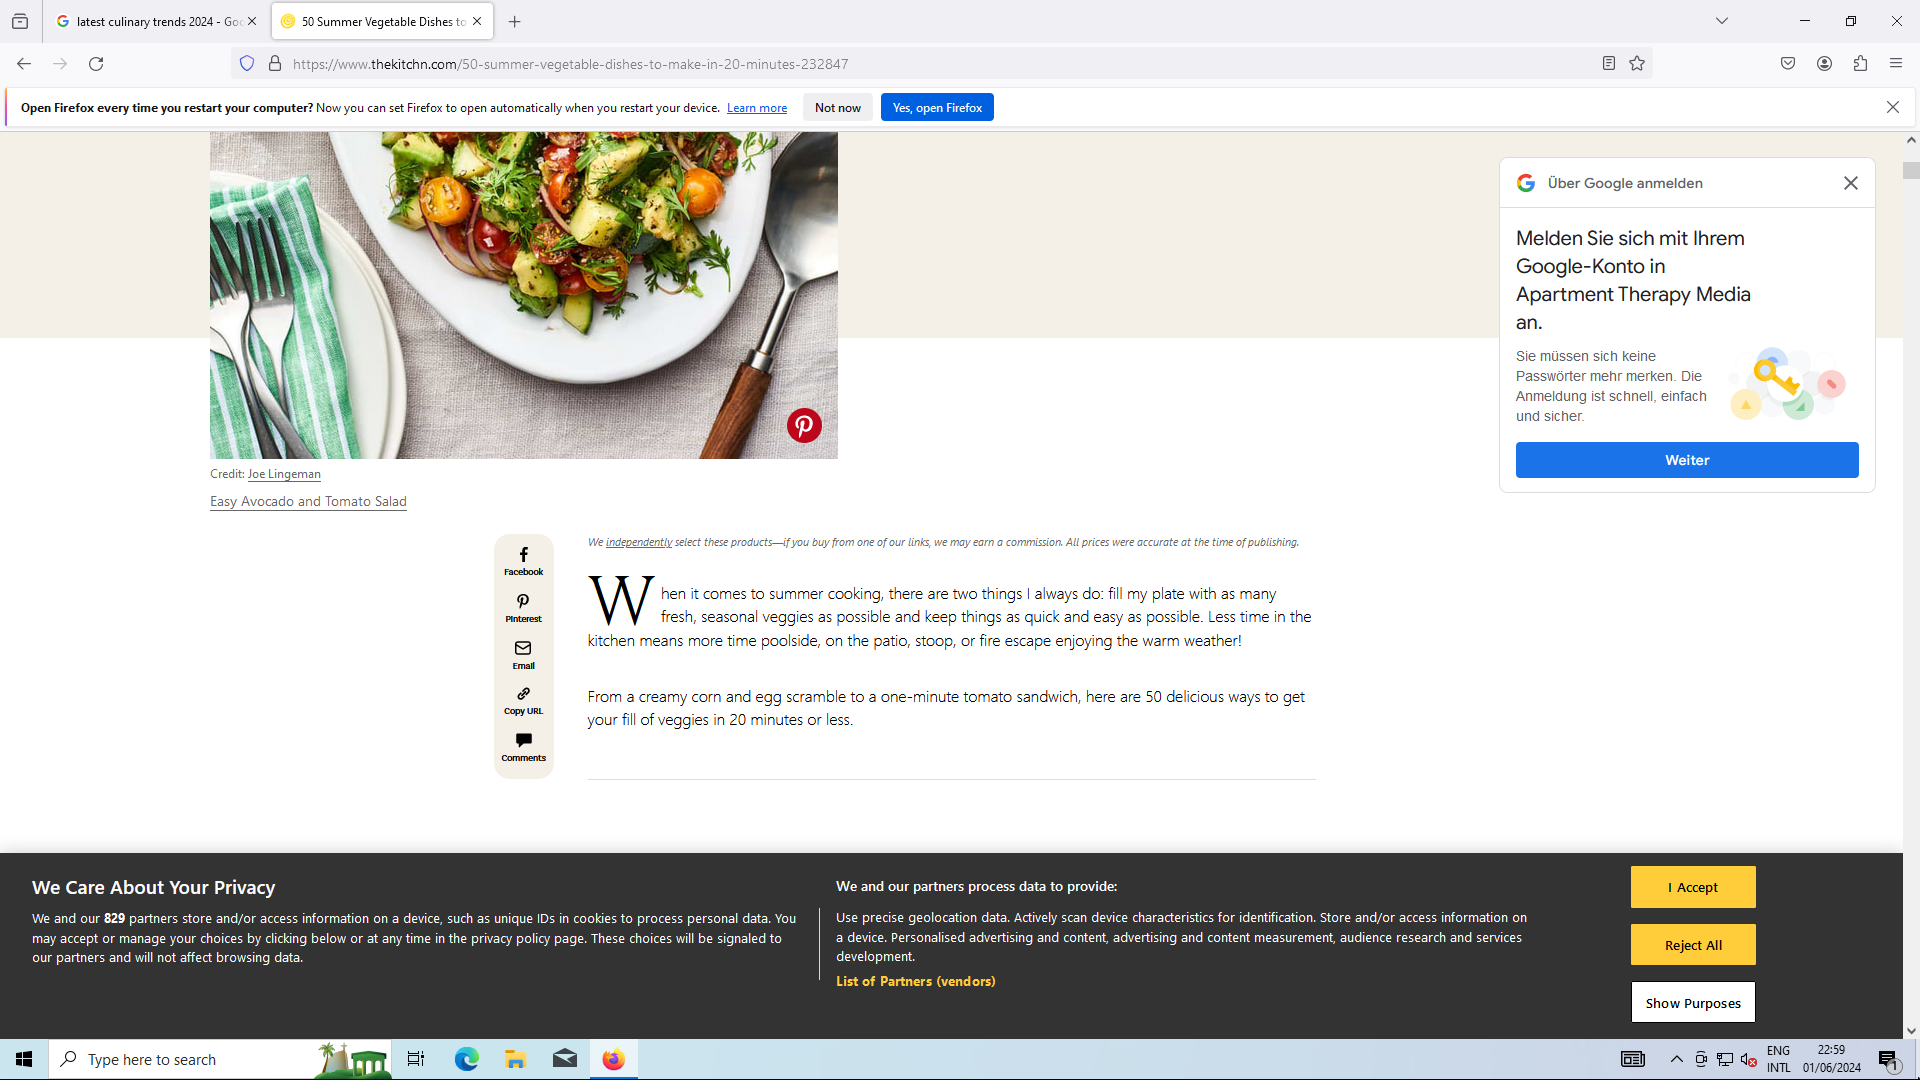 latest culinary trends 2024 - Goo
50 Summer Vegetable Dishes to
https://www.thekitchn.com/50-summer-vegetable-dishes-to-make-in-20-minutes-232847
Open Firefox every time you restart your computer? Now you can set Firefox to open automatically when you restart your device. Learn more Not now Yes, open Firefox
Über Google anmelden
Melden Sie sich mit Ihrem
Google-Konto in
Apartment Therapy Media
an.
Sie müssen sich keine
Passwörter mehr merken. Die
Anmeldung ist schnell, einfach
und sicher.
Weiter
Credit: Joe Lingeman
Easy Avocado and Tomato Salad
Facebook
Pinterest
Email
Copy URL
Comments
We independently select these products—if you buy from one of our links, we may earn a commission. All prices were accurate at the time of publishing.
When it comes to summer cooking, there are two things I always do: fill my plate with as many
fresh, seasonal veggies as possible and keep things as quick and easy as possible. Less time in the
kitchen means more time poolside, on the patio, stoop, or fire escape enjoying the warm weather!
From a creamy corn and egg scramble to a one-minute tomato sandwich, here are 50 delicious ways to get
your fill of veggies in 20 minutes or less.
We Care About Your Privacy
We and our 829 partners store and/or access information on a device, such as unique IDs in cookies to process personal data. You
may accept or manage your choices by clicking below or at any time in the privacy policy page. These choices will be signaled to
our partners and will not affect browsing data.
We and our partners process data to provide:
Use precise geolocation data. Actively scan device characteristics for identification. Store and/or access information on
a device. Personalised advertising and content, advertising and content measurement, audience research and services
development.
List of Partners (vendors)
I Accept
Reject All
Show Purposes
Type here to search
ENG
INTL
22:59
01/06/2024
1